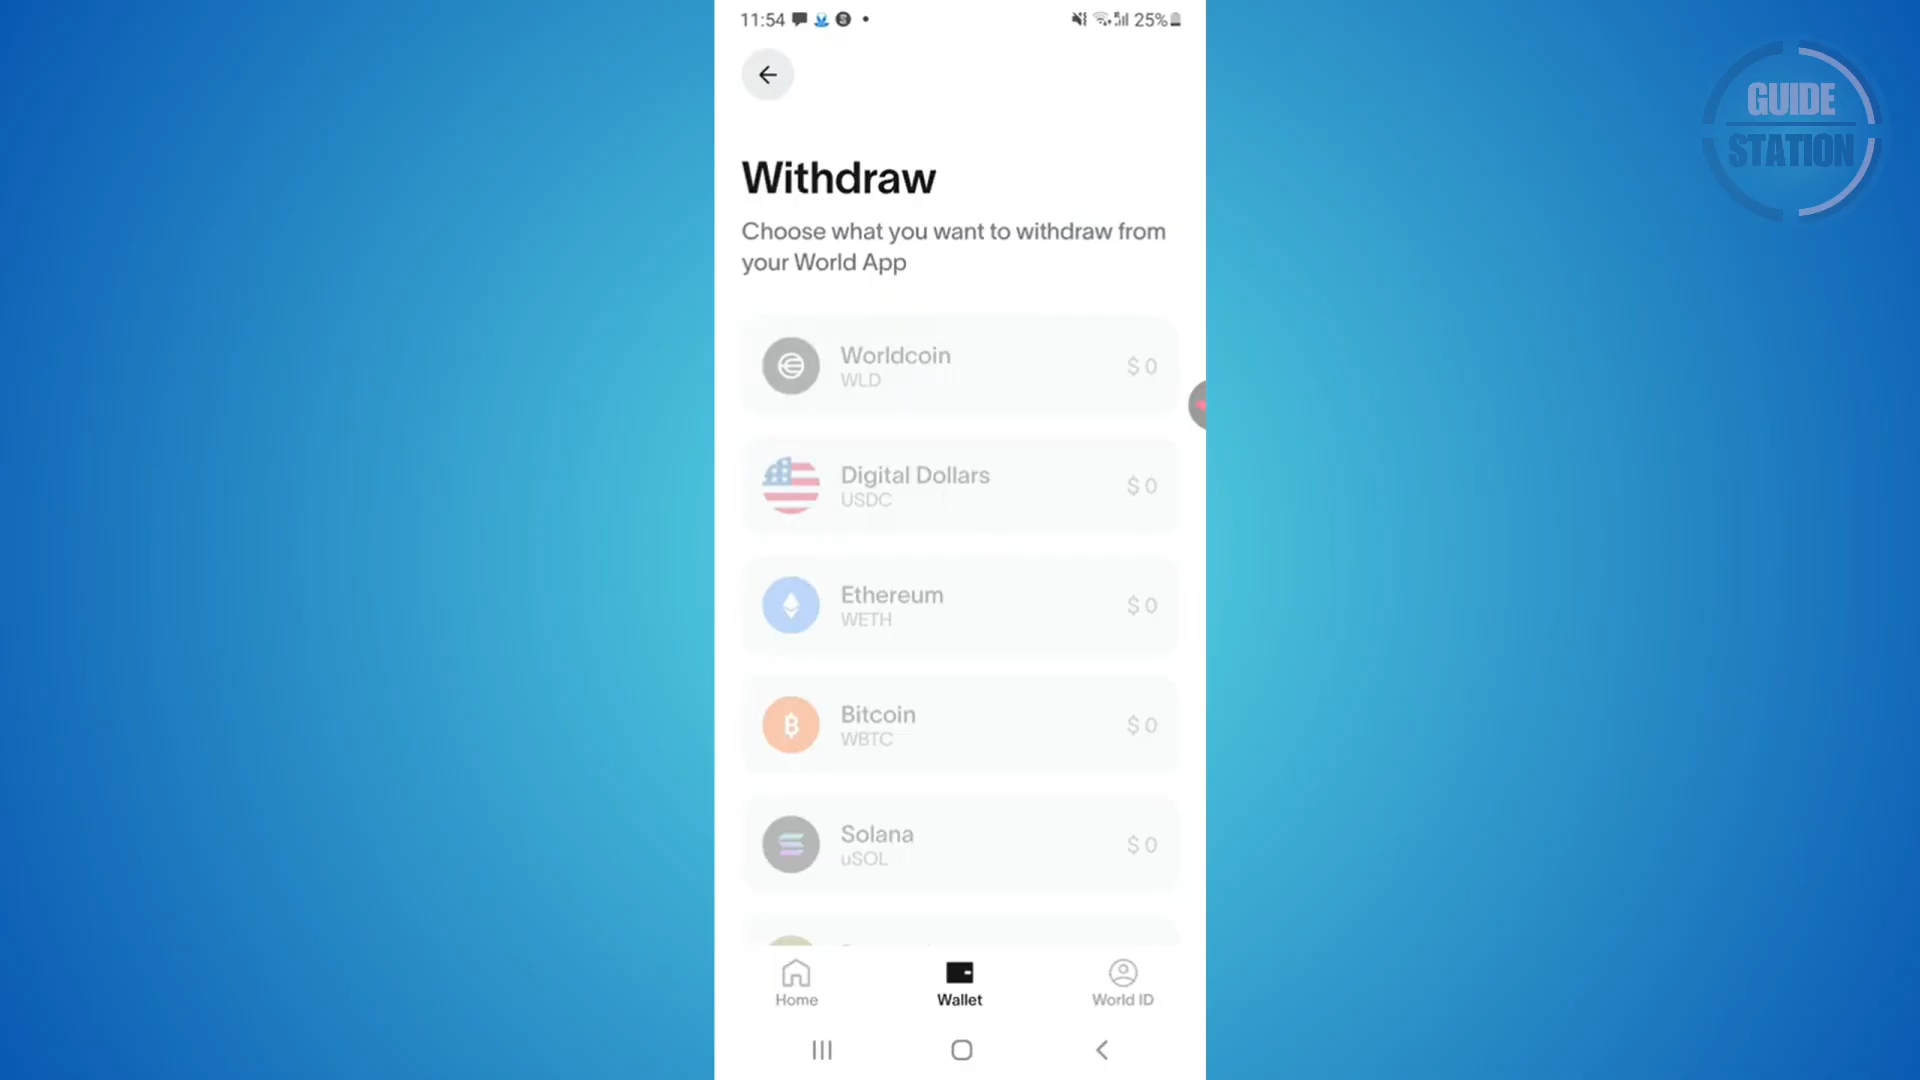 11:54
25%
GUIDE
STATION
Withdraw
Choose what you want to withdraw from
your World App
Worldcoin
WLD
$ 0
Digital Dollars
USDC
$ 0
Ethereum
WETH
$ 0
Bitcoin
WBTC
$ 0
Solana
uSOL
$ 0
Home
Wallet
World ID